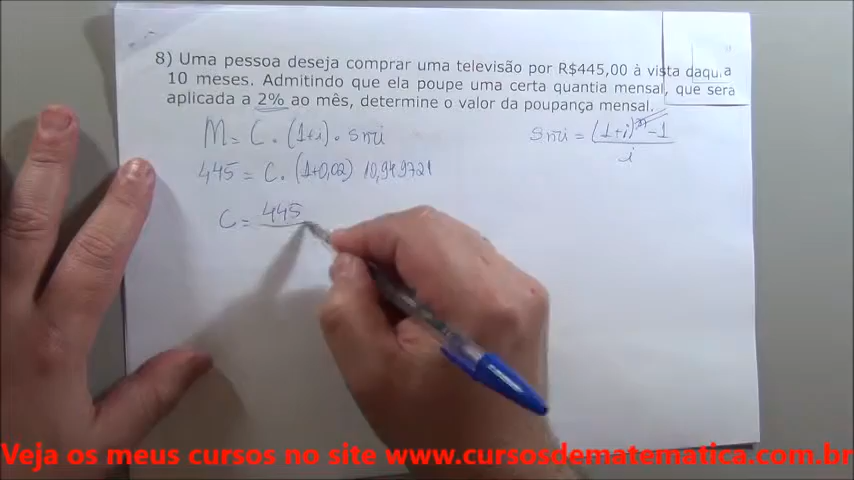 8) Uma pessoa deseja comprar uma televisão por R$445,00 à vista daqui a
10 meses. Admitindo que ela poupe uma certa quantia mensal, que será
aplicada a 2% ao mês, determine o valor da poupança mensal.
M = C . (1+i) . sn¬i
sn¬i = (1+i)^n - 1 / i
445 = C . (1+0,02) 10,949721
C = 445
Veja os meus cursos no site www.cursosdematematica.com.br